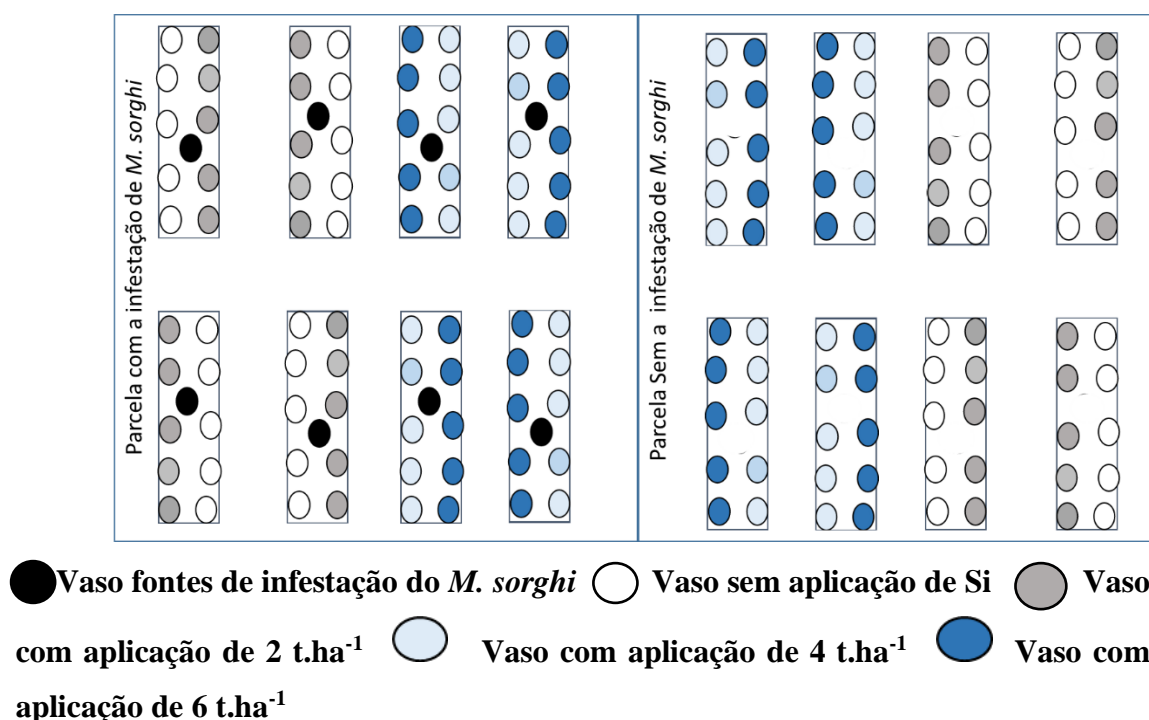 Parcela com a infestação de M. sorghi
Parcela Sem a infestação de M. sorghi
Vaso fontes de infestação do M. sorghi Vaso sem aplicação de Si Vaso
com aplicação de 2 t.ha⁻¹ Vaso com aplicação de 4 t.ha⁻¹ Vaso com
aplicação de 6 t.ha⁻¹